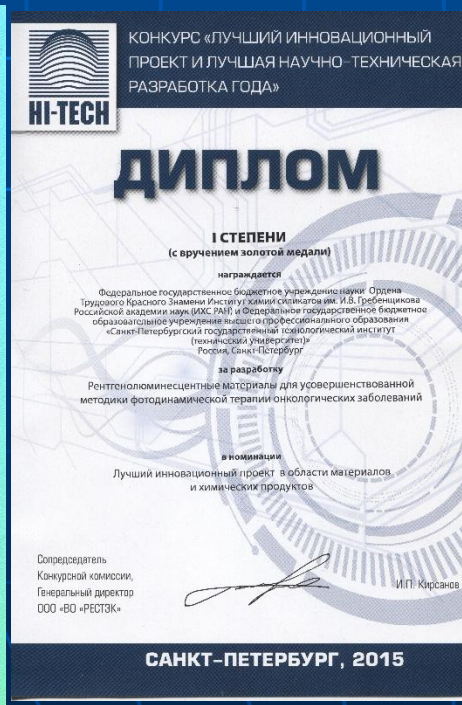 КОНКУРС «ЛУЧШИЙ ИННОВАЦИОННЫЙ
ПРОЕКТ И ЛУЧШАЯ НАУЧНО-ТЕХНИЧЕСКАЯ
РАЗРАБОТКА ГОДА»
HI-TECH
ДИПЛОМ
I СТЕПЕНИ
(с вручением золотой медали)
награждается
Федеральное государственное бюджетное учреждение науки Ордена
Трудового Красного Знамени Институт химии силикатов им. И.В. Гребенщикова
Российской академии наук (ИХС РАН) и Федеральное государственное бюджетное
образовательное учреждение высшего профессионального образования
«Санкт-Петербургский государственный технологический институт
(технический университет)»
Россия, Санкт-Петербург
за разработку
Рентгенолюминесцентные материалы для усовершенствованной
методики фотодинамической терапии онкологических заболеваний
в номинации
Лучший инновационный проект в области материалов
и химических продуктов
Сопредседатель
Конкурсной комиссии,
Генеральный директор
ООО «ВО «РЕСТЭК»
И.П. Кирсанов
САНКТ-ПЕТЕРБУРГ, 2015